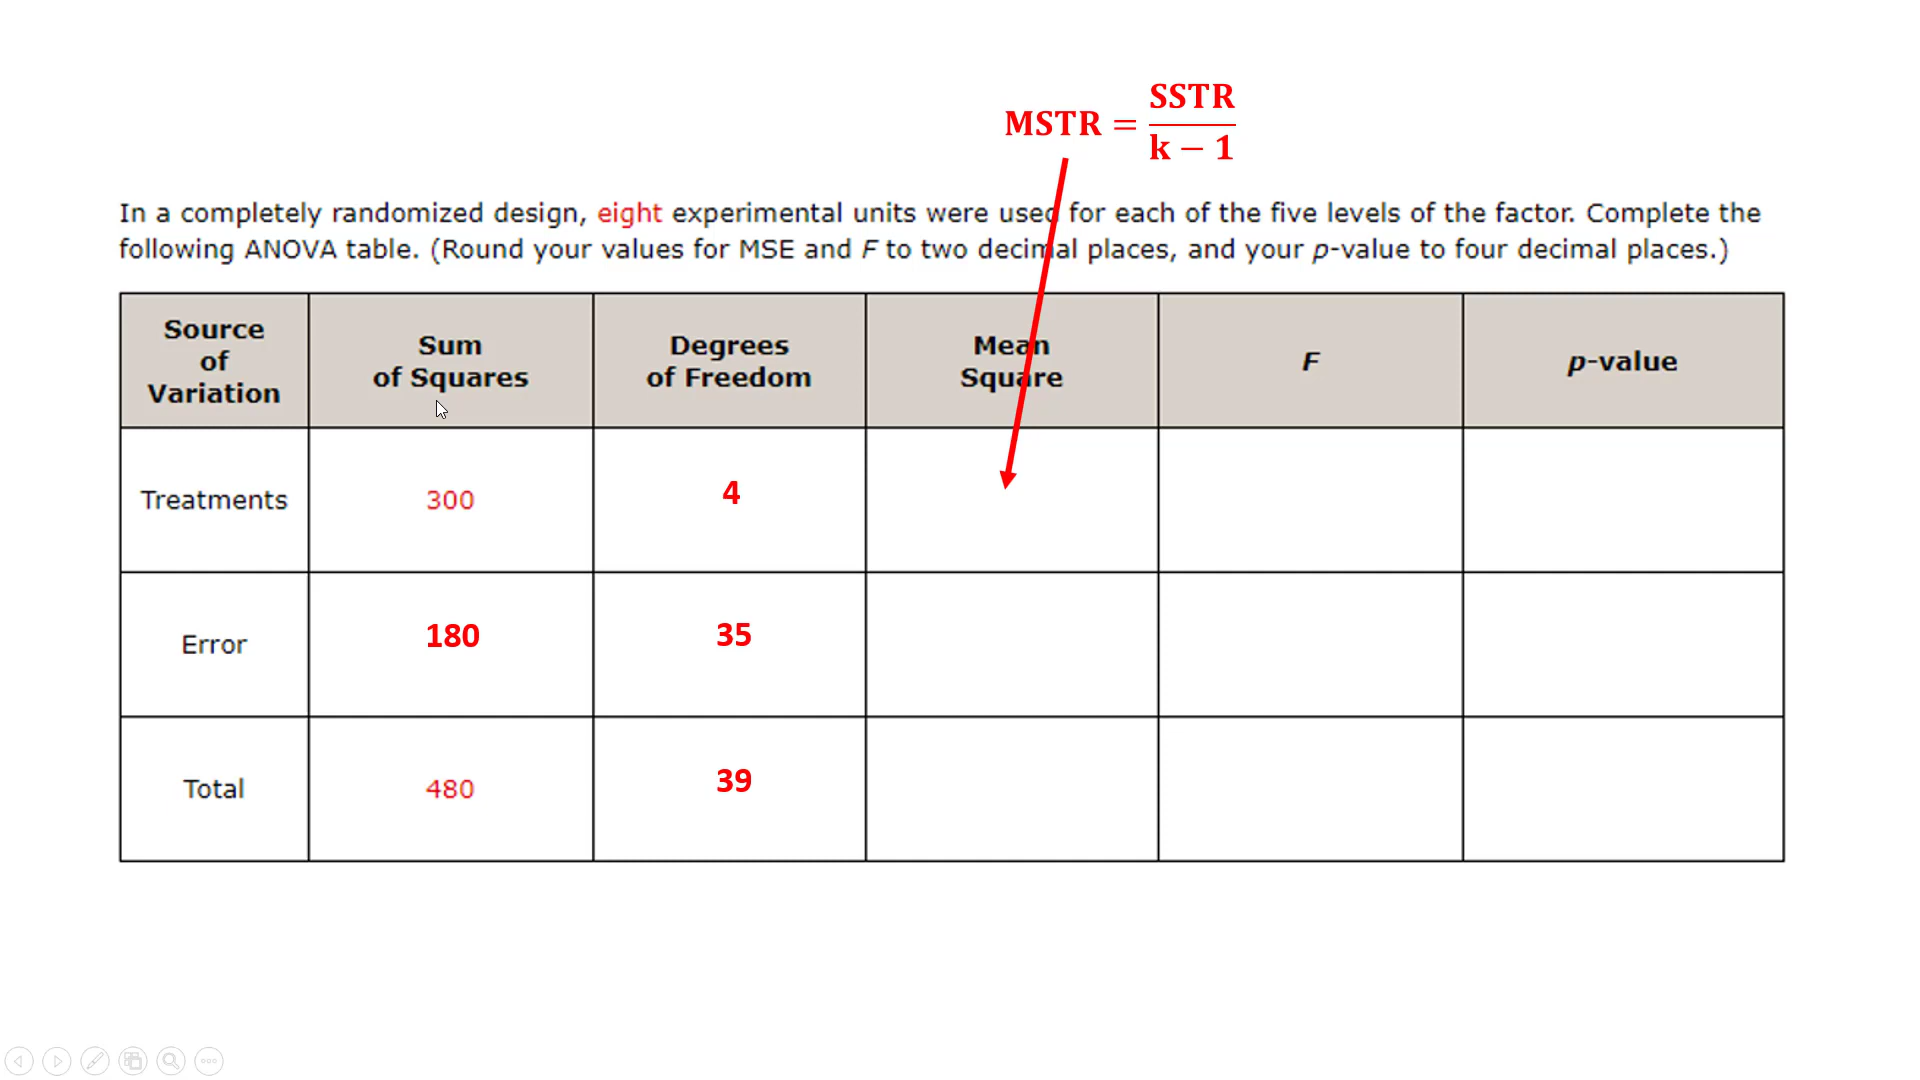 MSTR = SSTR / k − 1
In a completely randomized design, eight experimental units were used for each of the five levels of the factor. Complete the
following ANOVA table. (Round your values for MSE and F to two decimal places, and your p-value to four decimal places.)
Source
of
Variation
Sum
of Squares
Degrees
of Freedom
Mean
Square
F
p-value
Treatments
300
4
Error
180
35
Total
480
39